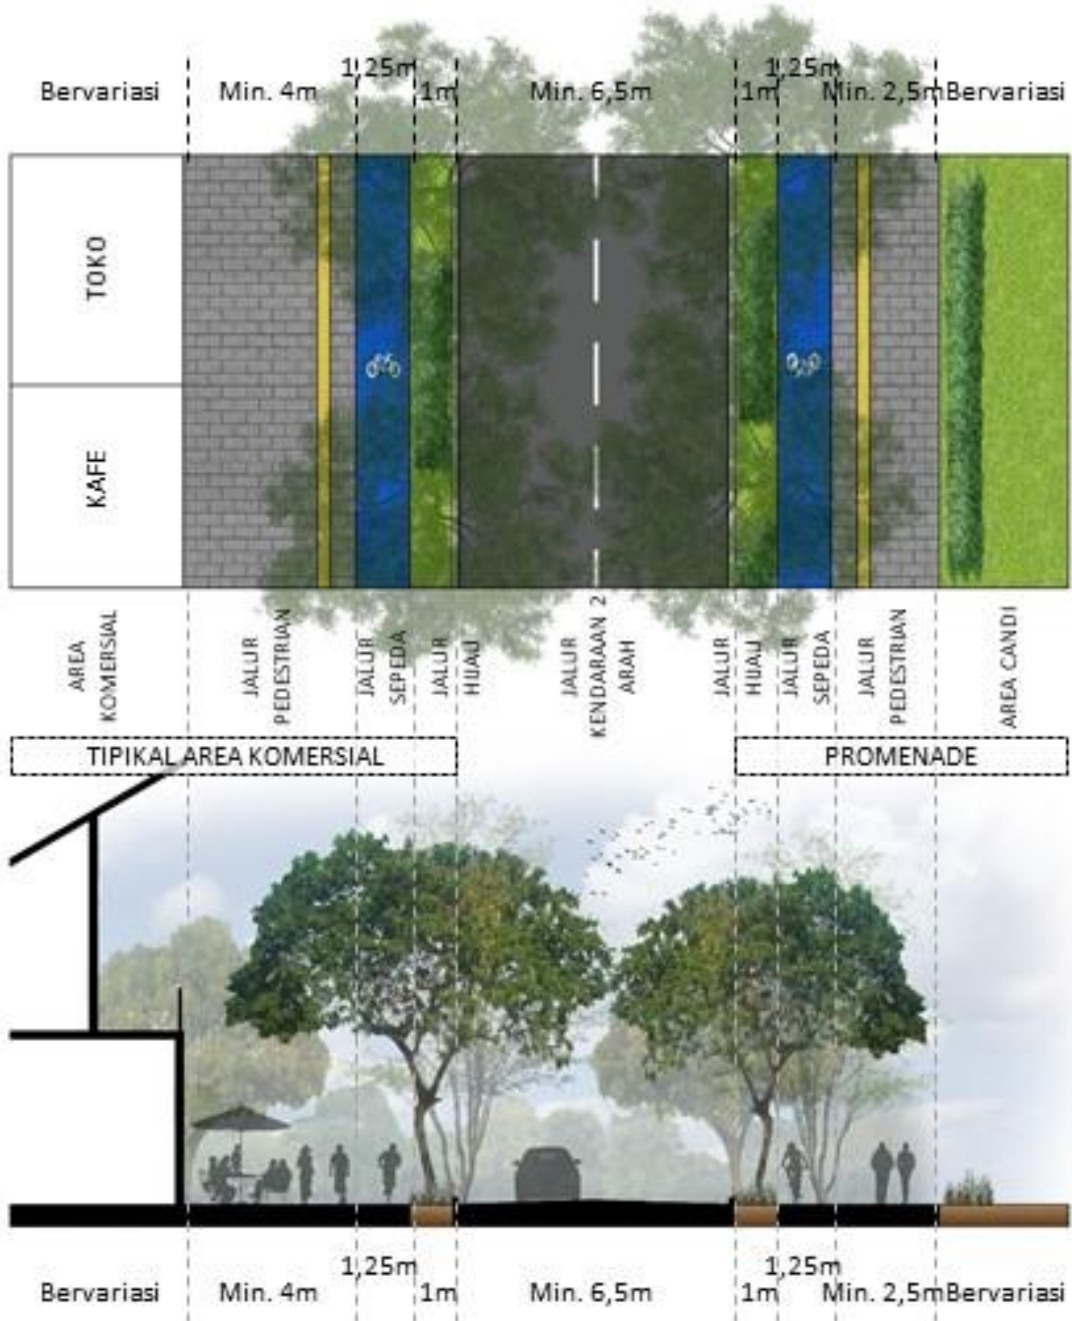 1,25m
1,25m
Bervariasi
Min. 4m
1m
Min. 6,5m
1m
Min. 2,5m
Bervariasi
TOKO
KAFE
AREA
KOMERSIAL
JALUR
PEDESTRIAN
JALUR
SEPEDA
JALUR
HIJAU
JALUR
KENDARAAN 2
ARAH
JALUR
HIJAU
JALUR
SEPEDA
JALUR
PEDESTRIAN
AREA CANDI
TIPIKAL AREA KOMERSIAL
PROMENADE
1,25m
1,25m
Bervariasi
Min. 4m
1m
Min. 6,5m
1m
Min. 2,5m
Bervariasi